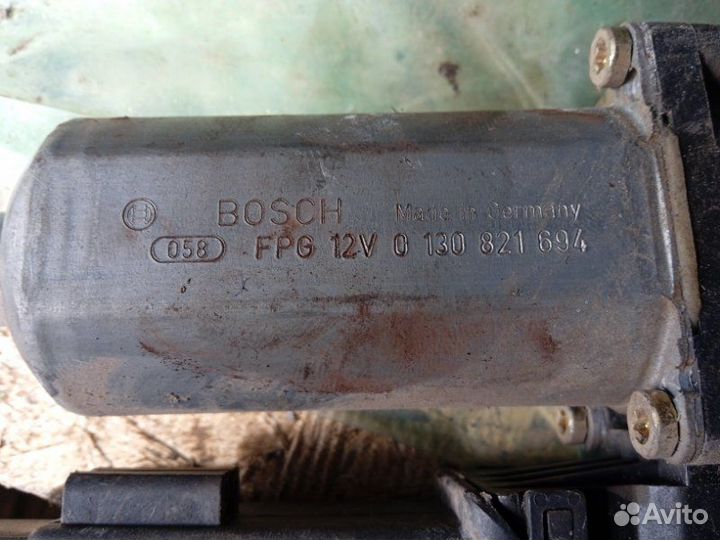 BOSCH Made in Germany
058 FPG 12V 0 130 821 694
Avito